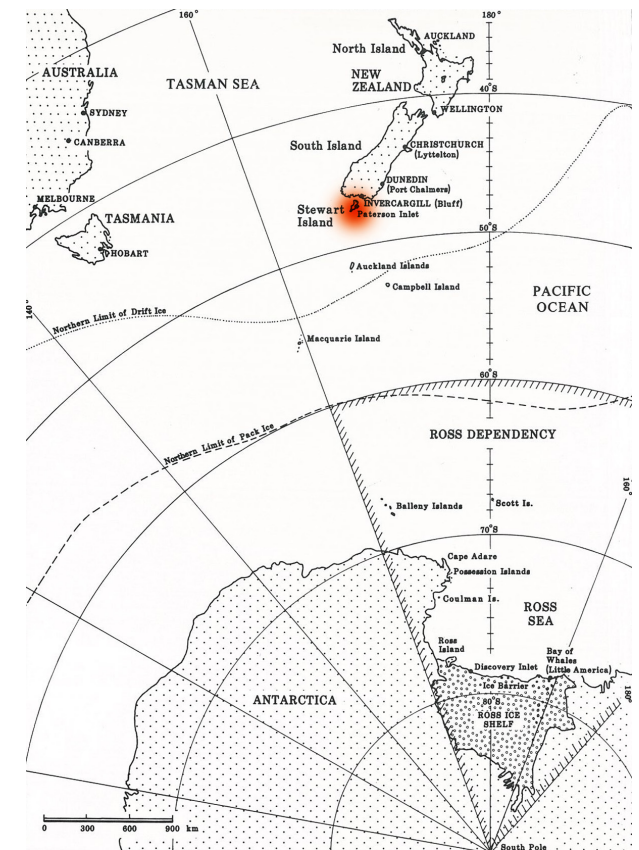 160°
180°
AUCKLAND
North Island
AUSTRALIA
TASMAN SEA
NEW
ZEALAND
40°S
SYDNEY
WELLINGTON
CANBERRA
South Island
CHRISTCHURCH
(Lyttelton)
DUNEDIN
(Port Chalmers)
MELBOURNE
INVERCARGILL (Bluff)
Stewart
Island
Paterson Inlet
TASMANIA
50°S
HOBART
Auckland Islands
Campbell Island
PACIFIC
OCEAN
140°
Northern Limit of Drift Ice
Macquarie Island
60°S
Northern Limit of Pack Ice
ROSS DEPENDENCY
160°
Balleny Islands
Scott Is.
70°S
Cape Adare
Possession Islands
Coulman Is.
ROSS
SEA
Ross
Island
Bay of
Whales
(Little America)
Discovery Inlet
Ice Barrier
180°
80°S
ANTARCTICA
ROSS ICE
SHELF
0 300 600 900 km
South Pole